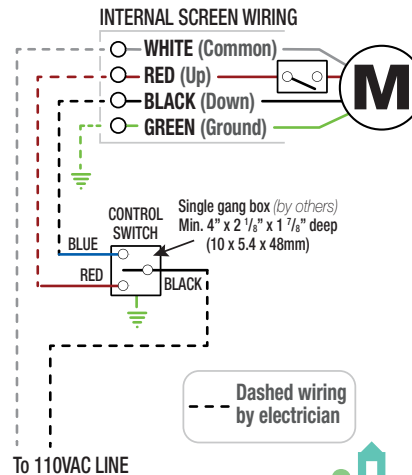 INTERNAL SCREEN WIRING
WHITE (Common)
RED (Up)
BLACK (Down)
GREEN (Ground)
M
CONTROL
SWITCH
Single gang box (by others)
Min. 4” x 2 1/8” x 1 7/8” deep
(10 x 5.4 x 48mm)
BLUE
RED
BLACK
Dashed wiring
by electrician
To 110VAC LINE